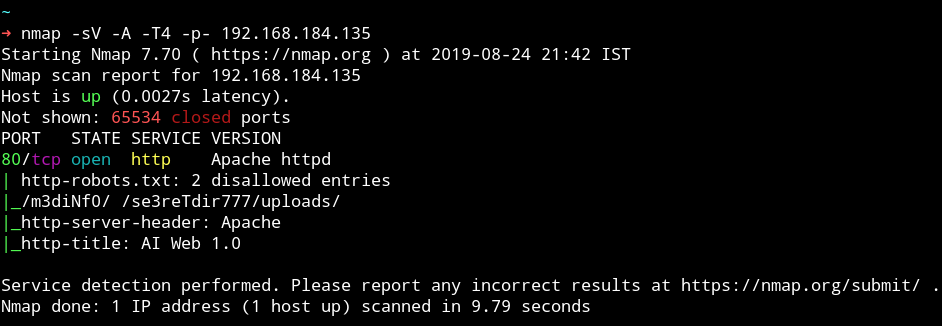 ~
→ nmap -sV -A -T4 -p- 192.168.184.135
Starting Nmap 7.70 ( https://nmap.org ) at 2019-08-24 21:42 IST
Nmap scan report for 192.168.184.135
Host is up (0.0027s latency).
Not shown: 65534 closed ports
PORT   STATE SERVICE VERSION
80/tcp open  http    Apache httpd
| http-robots.txt: 2 disallowed entries
|_/m3diNf0/ /se3reTdir777/uploads/
|_http-server-header: Apache
|_http-title: AI Web 1.0
Service detection performed. Please report any incorrect results at https://nmap.org/submit/ .
Nmap done: 1 IP address (1 host up) scanned in 9.79 seconds